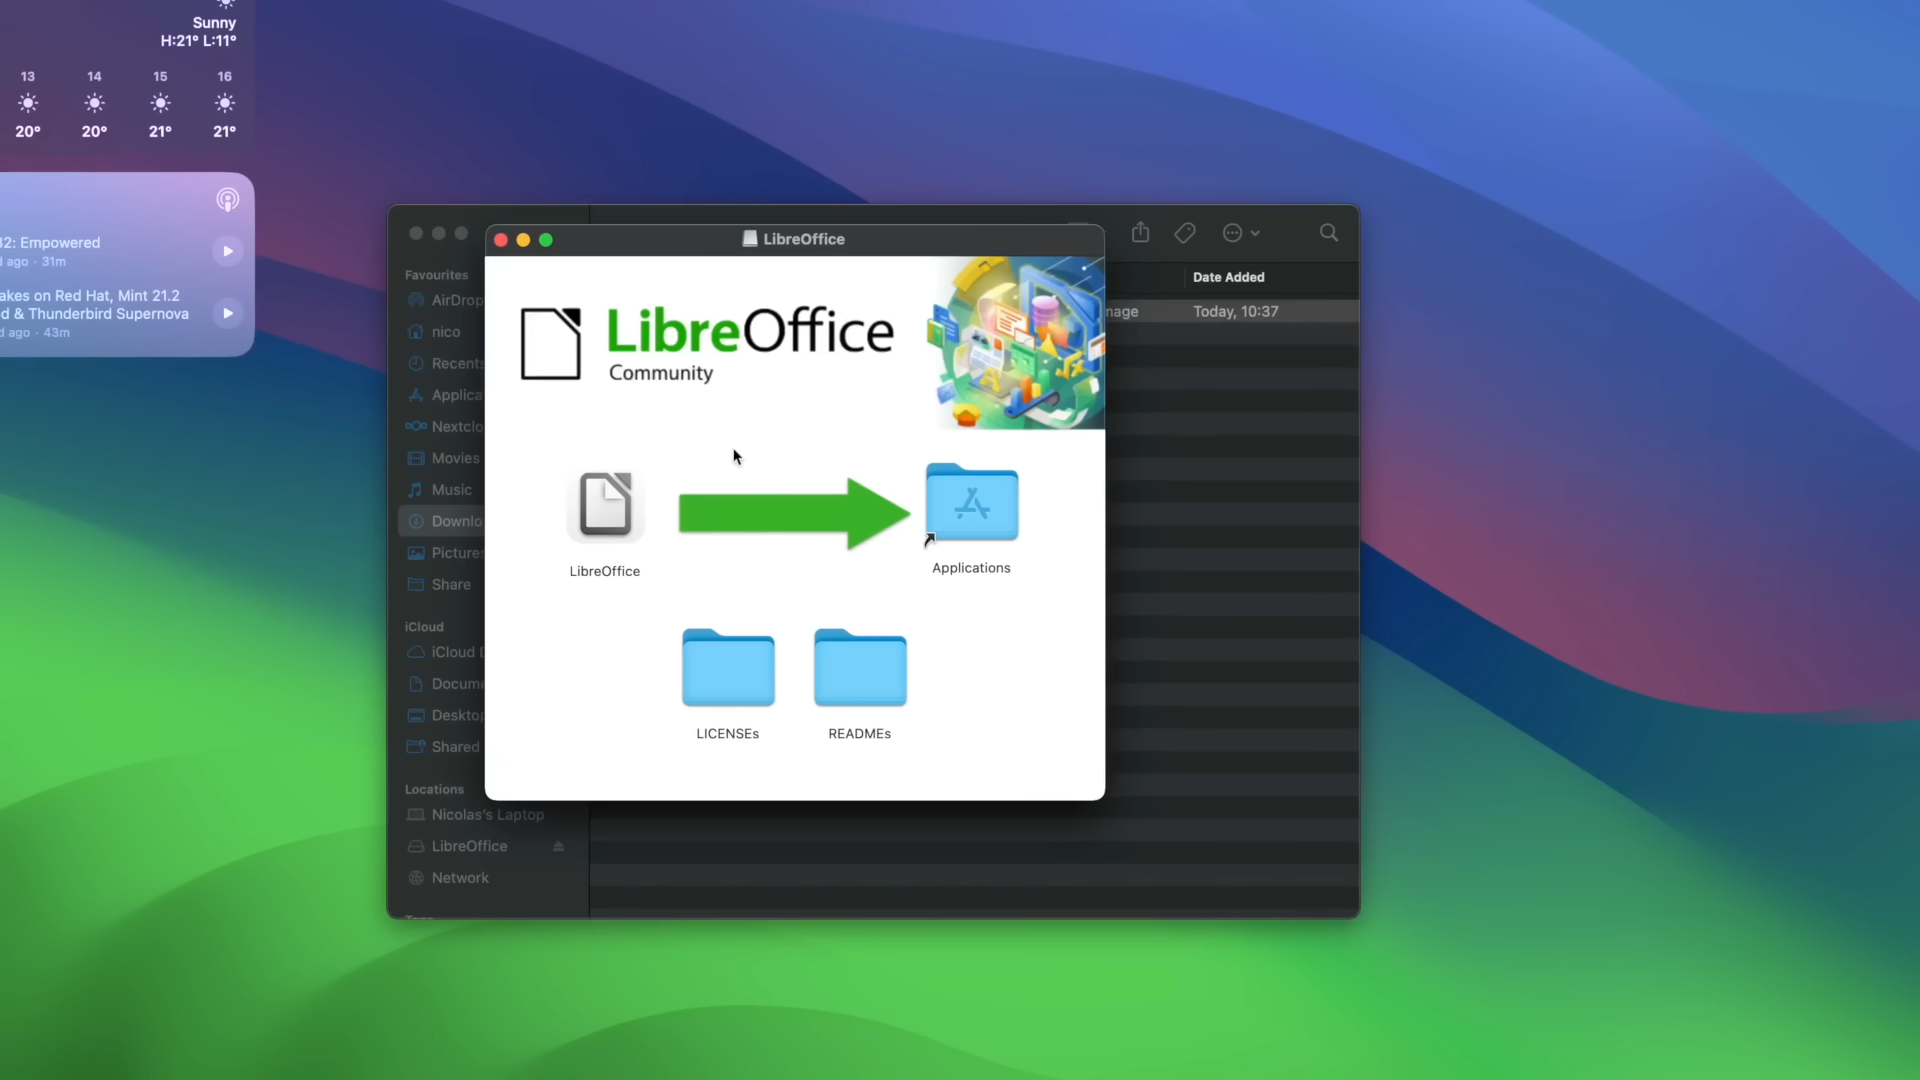 Sunny
H:21° L:11°
13 14 15 16
20° 20° 21° 21°
32: Empowered
d ago · 31m
akes on Red Hat, Mint 21.2
d & Thunderbird Supernova
d ago · 43m
LibreOffice
Date Added
Today, 10:37
Favourites
AirDrop
nico
Recents
Applica
Nextclo
Movies
Music
Downlo
Pictures
Share
iCloud
iCloud D
Docume
Desktop
Shared
Locations
Nicolas's Laptop
LibreOffice
Network
LibreOffice
Community
LibreOffice
Applications
LICENSEs
READMEs